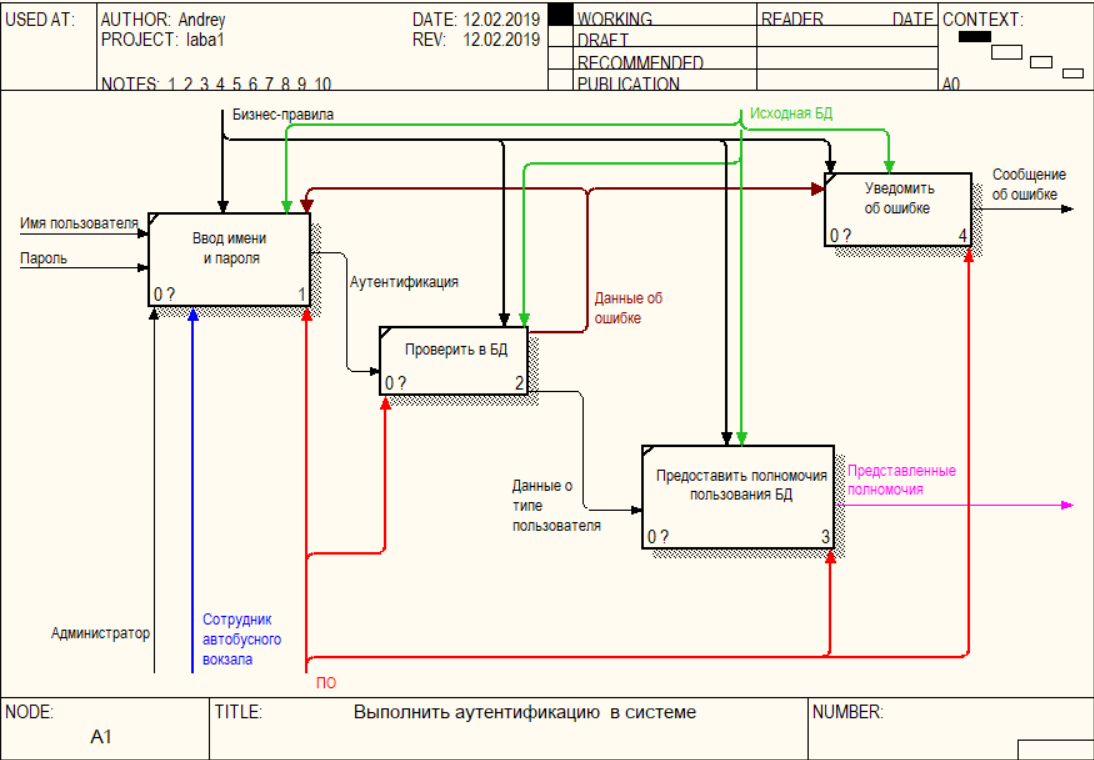 USED AT:
AUTHOR: Andrey
DATE: 12.02.2019
WORKING
READER
DATE
CONTEXT:
PROJECT: laba1
REV: 12.02.2019
DRAFT
RECOMMENDED
NOTES: 1 2 3 4 5 6 7 8 9 10
PUBLICATION
A0
Бизнес-правила
Исходная БД
Имя пользователя
Пароль
Ввод имени
и пароля
0 ?
1
Уведомить
об ошибке
0 ?
4
Сообщение
об ошибке
Аутентификация
Данные об
ошибке
Проверить в БД
0 ?
2
Данные о
типе
пользователя
Предоставить полномочия
пользования БД
0 ?
3
Представленные
полномочия
Администратор
Сотрудник
автобусного
вокзала
ПО
NODE:
A1
TITLE:
Выполнить аутентификацию в системе
NUMBER: